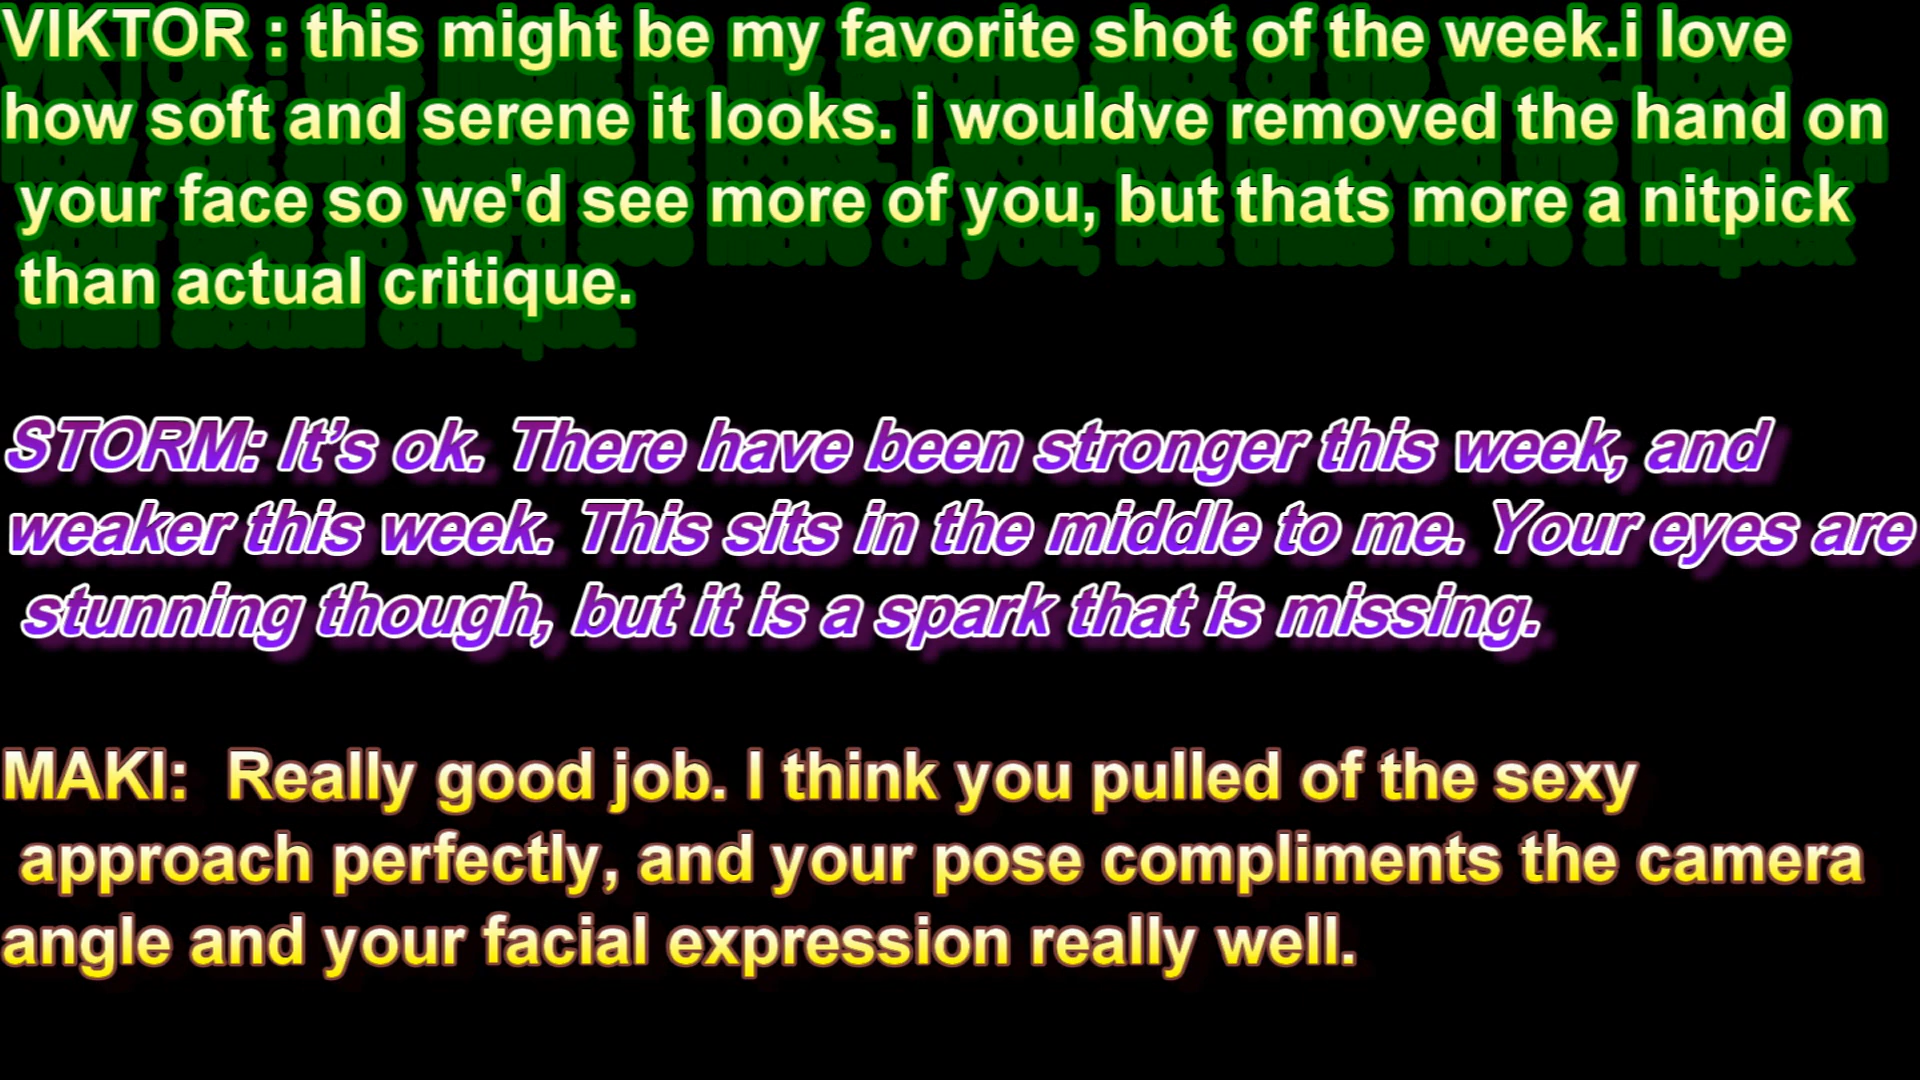 VIKTOR : this might be my favorite shot of the week.i love
how soft and serene it looks. i wouldve removed the hand on
your face so we'd see more of you, but thats more a nitpick
than actual critique.
STORM: It’s ok. There have been stronger this week, and
weaker this week. This sits in the middle to me. Your eyes are
stunning though, but it is a spark that is missing.
MAKI:  Really good job. I think you pulled of the sexy
approach perfectly, and your pose compliments the camera
angle and your facial expression really well.